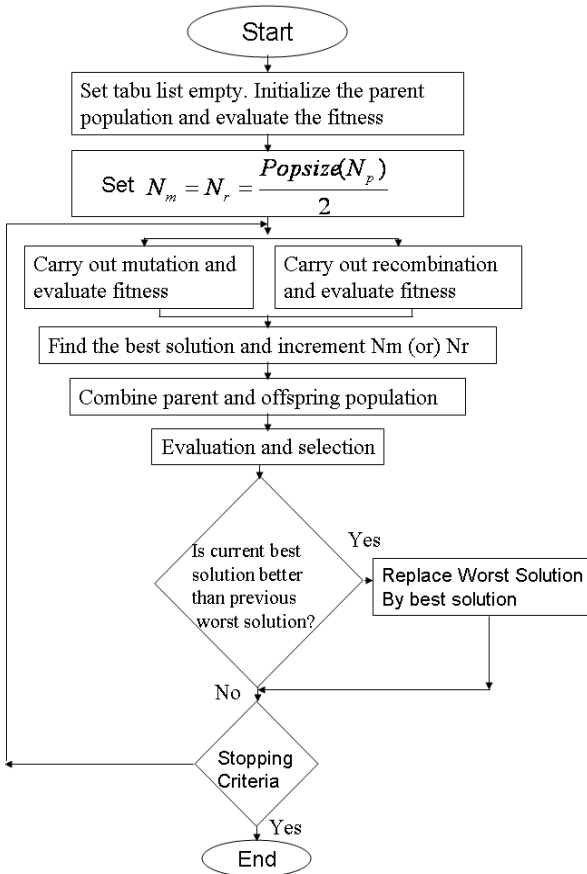 Start
Set tabu list empty. Initialize the parent
population and evaluate the fitness
Set N_m = N_r = Popsize(N_p) / 2
Carry out mutation and
evaluate fitness
Carry out recombination
and evaluate fitness
Find the best solution and increment Nm (or) Nr
Combine parent and offspring population
Evaluation and selection
Is current best
solution better
than previous
worst solution?
Yes
Replace Worst Solution
By best solution
No
Stopping
Criteria
Yes
End